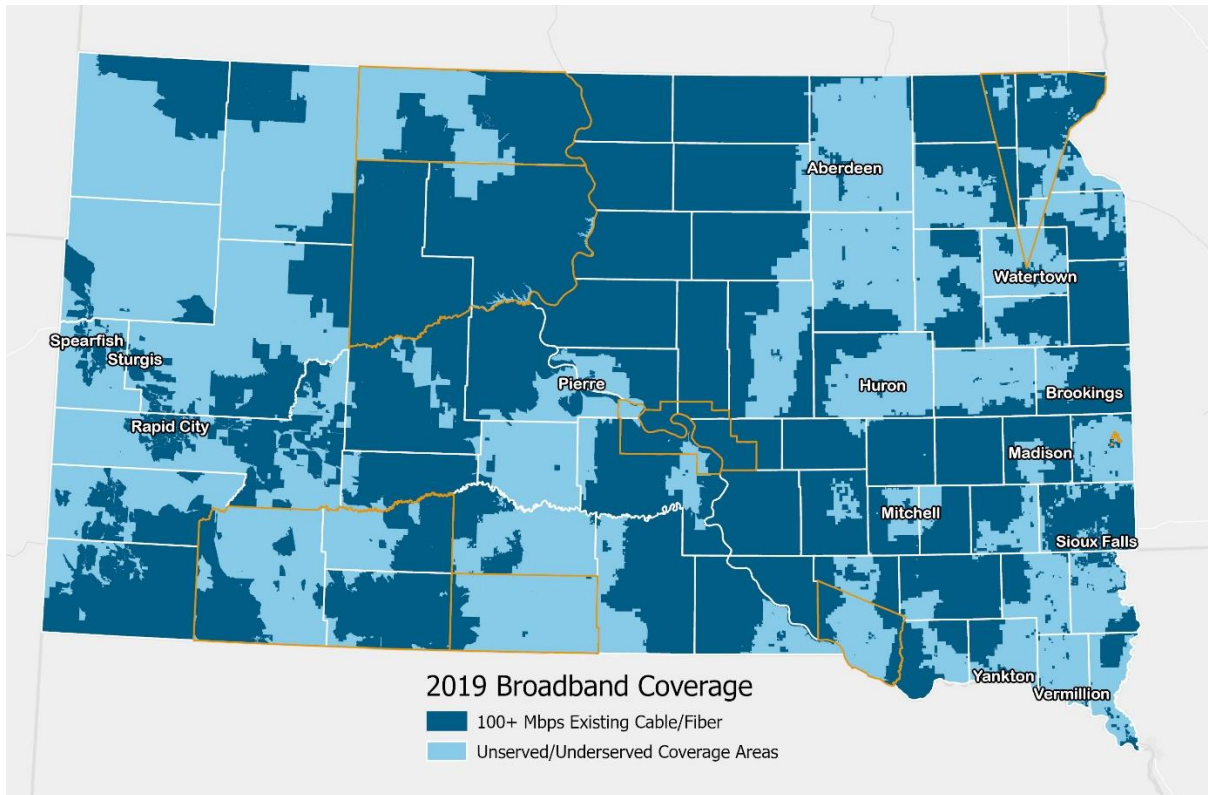 Aberdeen
Watertown
Spearfish
Sturgis
Pierre
Huron
Brookings
Rapid City
Madison
Mitchell
Sioux Falls
Yankton
Vermillion
2019 Broadband Coverage
100+ Mbps Existing Cable/Fiber
Unserved/Underserved Coverage Areas